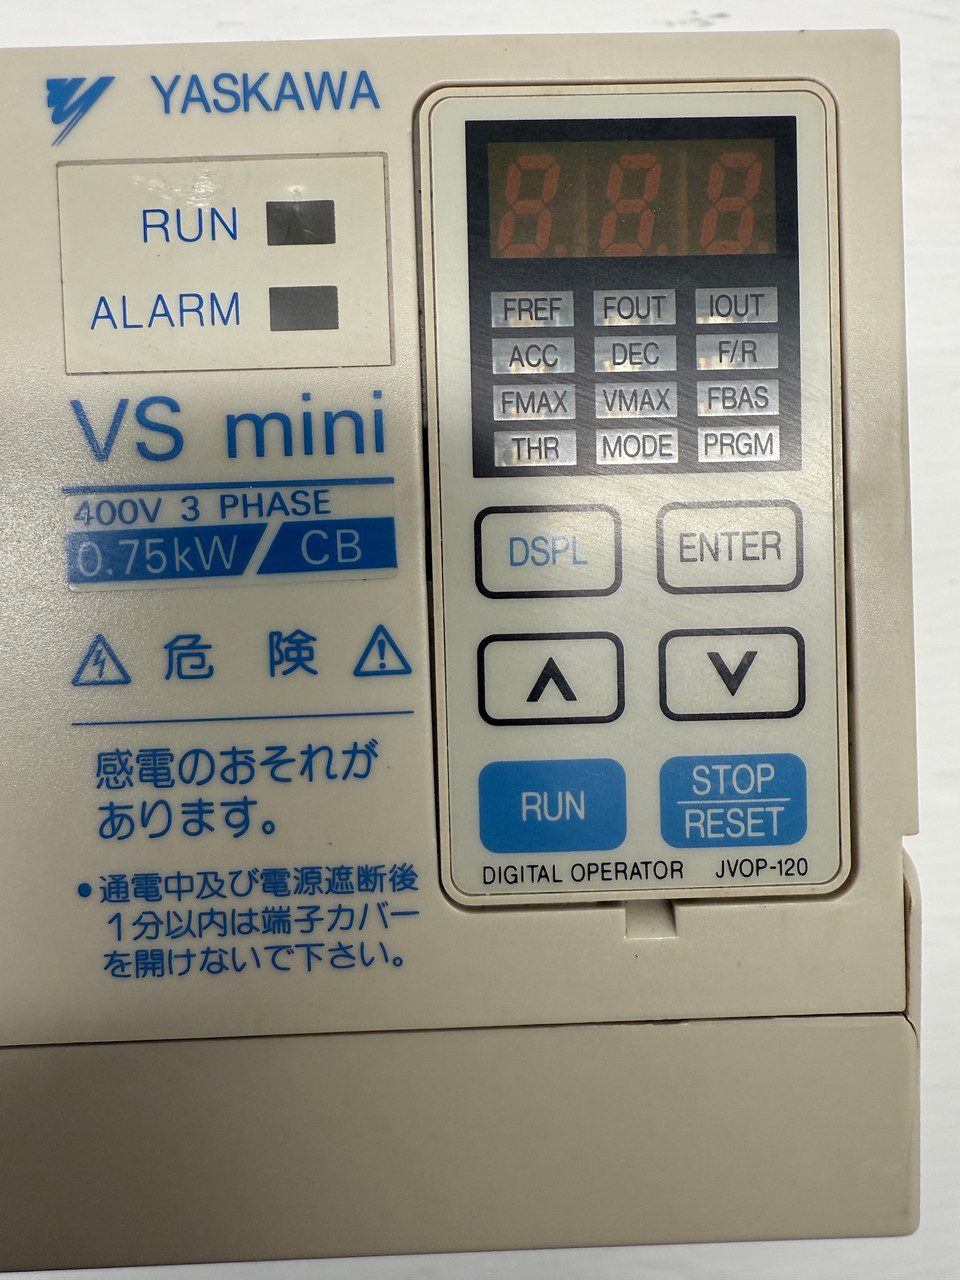 YASKAWA
RUN
ALARM
VS mini
400V 3 PHASE
0.75kW/CB
危険
感電のおそれが
あります。
●通電中及び電源遮断後
1分以内は端子カバー
を開けないで下さい。
8.8.8.
FREF FOUT IOUT
ACC DEC F/R
FMAX VMAX FBAS
THR MODE PRGM
DSPL ENTER
∧ ∨
RUN STOP
RESET
DIGITAL OPERATOR JVOP-120